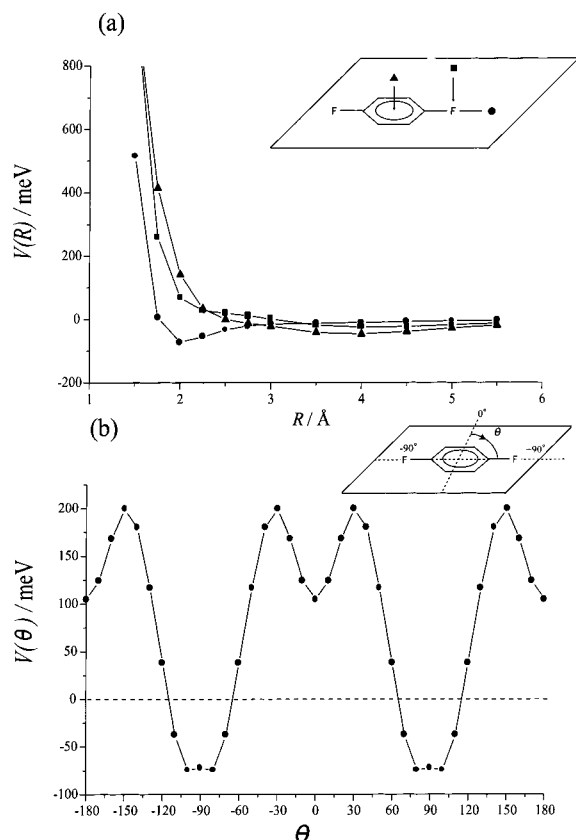 (a)
800
600
400
200
0
-200
V(R) / meV
F
F
1 2 3 4 5 6
R / Å
(b)
0°
θ
-90°
F
F
-90°
200
150
100
50
0
-50
-100
V(θ) / meV
-180 -150 -120 -90 -60 -30 0 30 60 90 120 150 180
θ